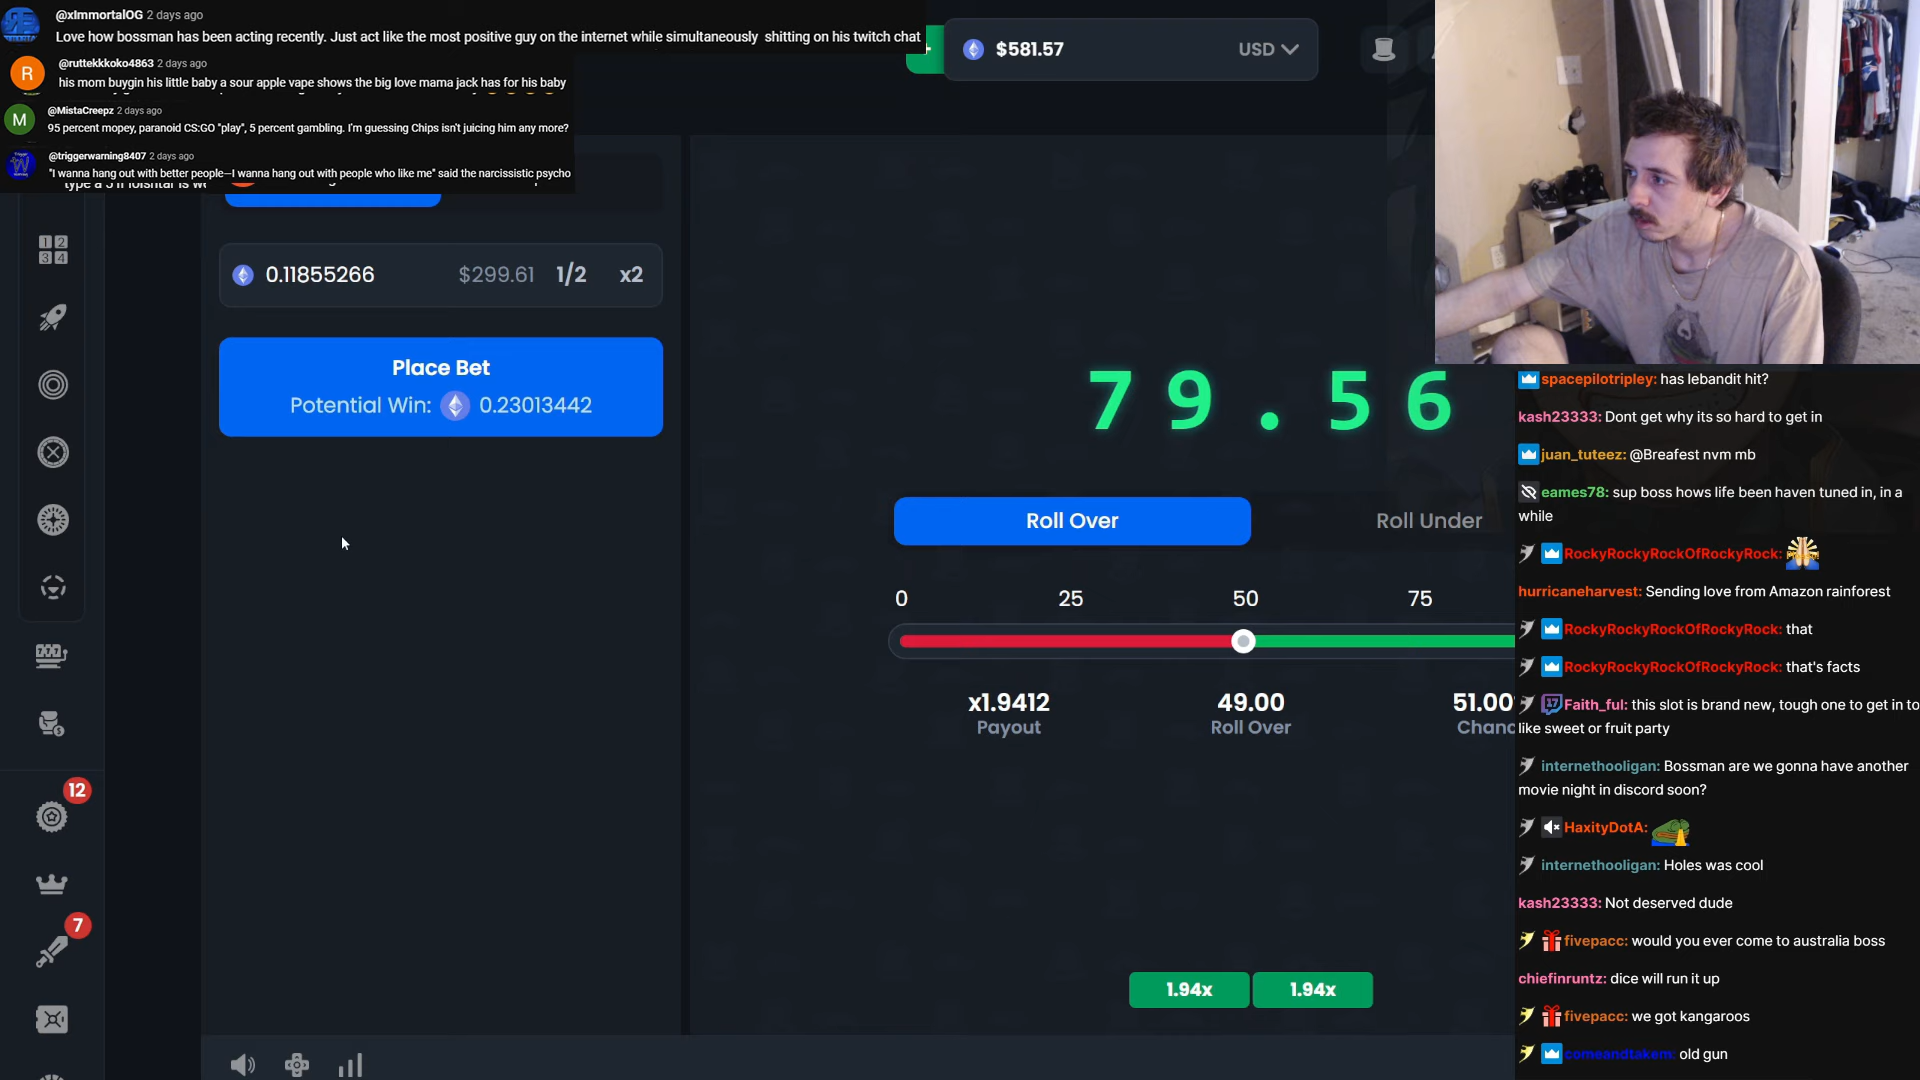 @xImmortalOG 2 days ago
Love how bossman has been acting recently. Just act like the most positive guy on the internet while simultaneously shitting on his twitch chat
R
@ruttekkkoko4863 2 days ago
his mom buygin his little baby a sour apple vape shows the big love mama jack has for his baby
M
@MistaCreepz 2 days ago
95 percent mopey, paranoid CS:GO "play", 5 percent gambling. I'm guessing Chips isn't juicing him any more?
@triggerwarning8407 2 days ago
"I wanna hang out with better people—I wanna hang out with people who like me" said the narcissistic psycho
$581.57
USD
0.11855266
$299.61
1/2
x2
Place Bet
Potential Win: 0.23013442
79.56
Roll Over
Roll Under
0
25
50
75
x1.9412
Payout
49.00
Roll Over
51.00
Chanc
1.94x
1.94x
1 2
3 4
777
12
7
spacepilotripley: has lebandit hit?
kash23333: Dont get why its so hard to get in
juan_tuteez: @Breafest nvm mb
eames78: sup boss hows life been haven tuned in, in a
while
RockyRockyRockOfRockyRock:
hurricaneharvest: Sending love from Amazon rainforest
RockyRockyRockOfRockyRock: that
RockyRockyRockOfRockyRock: that's facts
17 Faith_ful: this slot is brand new, tough one to get in to
like sweet or fruit party
internethooligan: Bossman are we gonna have another
movie night in discord soon?
HaxityDotA:
internethooligan: Holes was cool
kash23333: Not deserved dude
fivepacc: would you ever come to australia boss
chiefinruntz: dice will run it up
fivepacc: we got kangaroos
comeandtakem: old gun